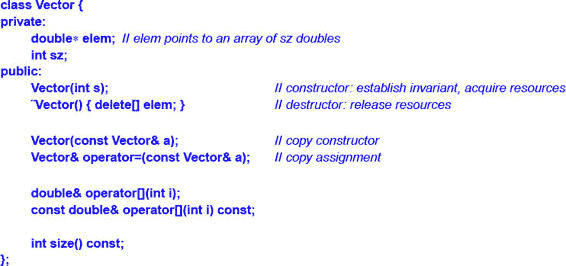 class Vector {
private:
double* elem; // elem points to an array of sz doubles
int sz;
public:
Vector(int s); // constructor: establish invariant, acquire resources
~Vector() { delete[] elem; } // destructor: release resources
Vector(const Vector& a); // copy constructor
Vector& operator=(const Vector& a); // copy assignment
double& operator[](int i);
const double& operator[](int i) const;
int size() const;
};